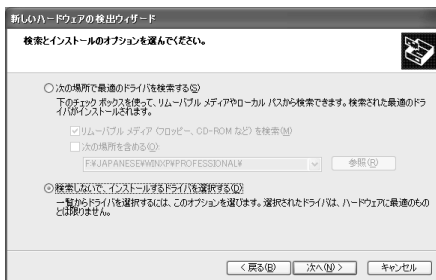 新しいハードウェアの検出ウィザード
検索とインストールのオプションを選んでください。
次の場所で最適のドライバを検索する(S)
下のチェック ボックスを使って、リムーバブル メディアやローカル パスから検索できます。検索された最適のドラ
イバがインストールされます。
リムーバブル メディア (フロッピー、CD-ROM など) を検索(M)
次の場所を含める(O):
F:¥JAPANESE¥WINXP¥PROFESSIONAL¥
参照(R)
検索しないで、インストールするドライバを選択する(D)
一覧からドライバを選択するには、このオプションを選びます。選択されたドライバは、ハードウェアに最適のもの
とは限りません。
< 戻る(B)
次へ(N) >
キャンセル